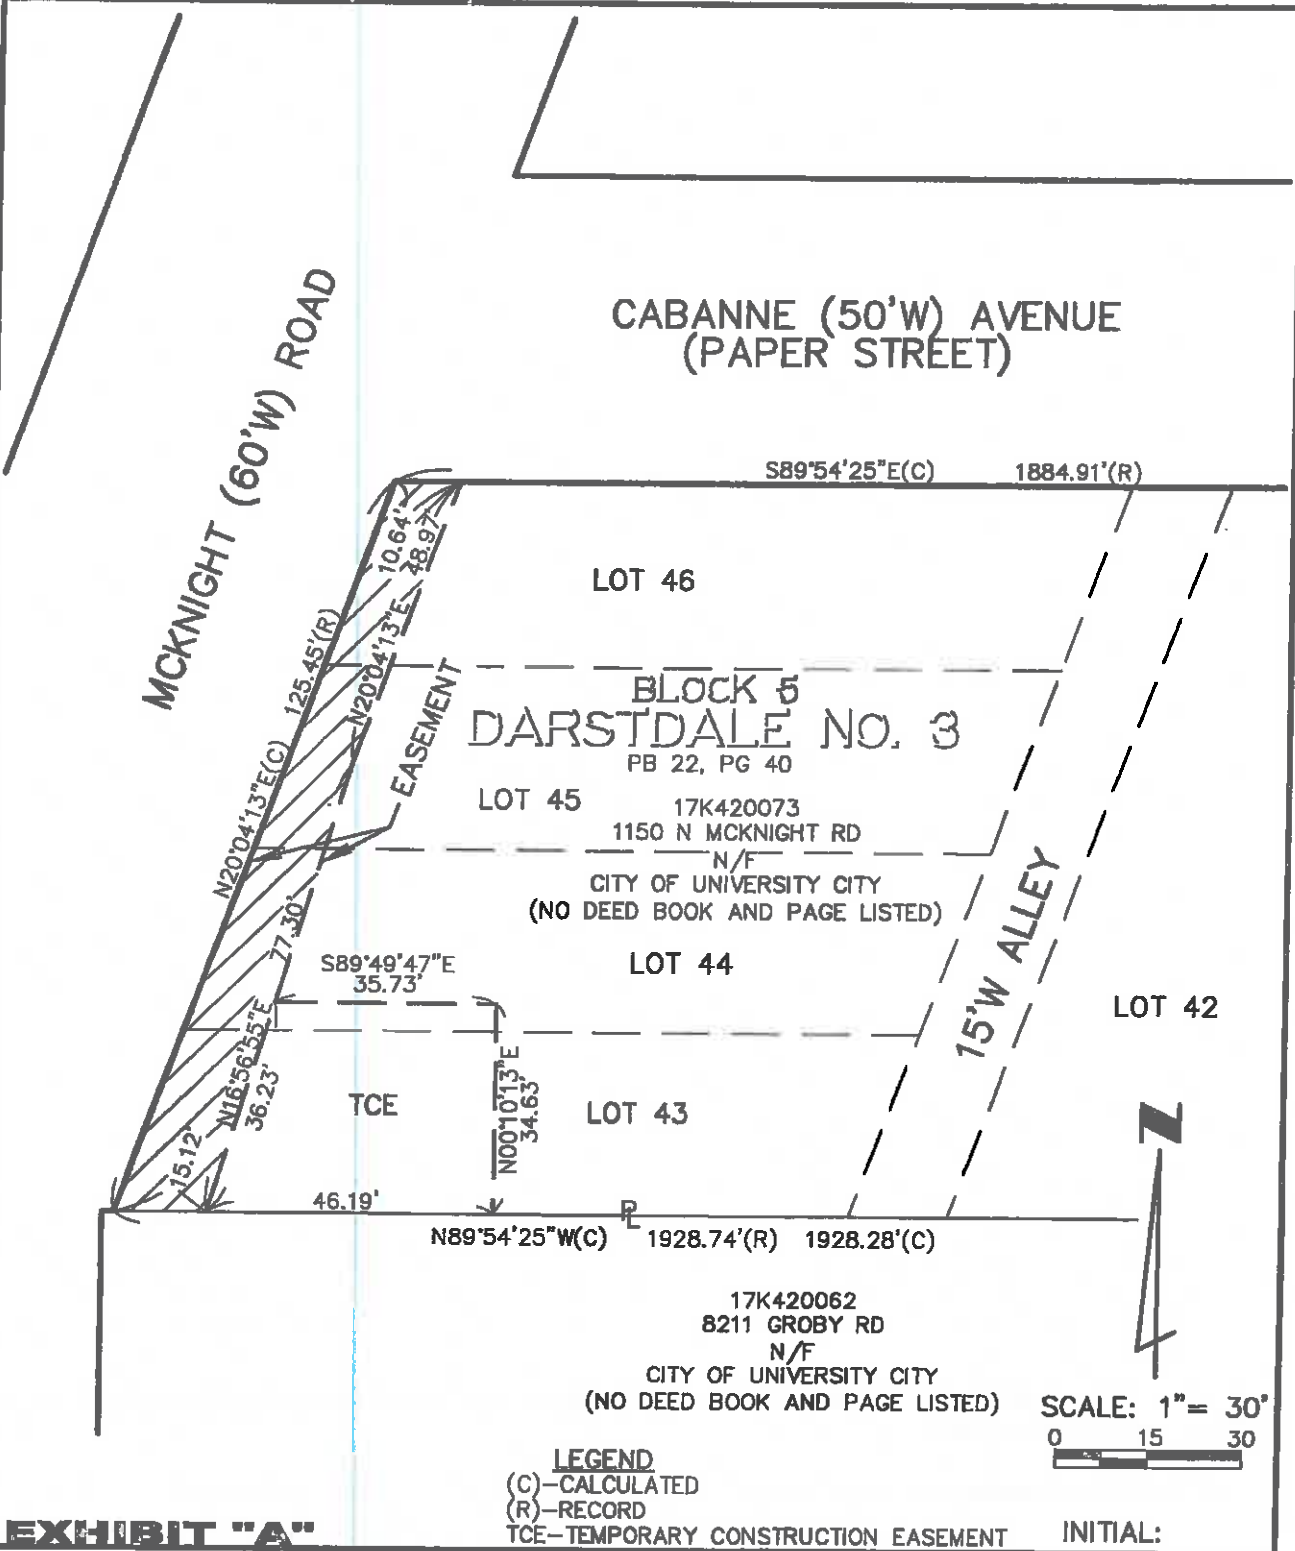 MCKNIGHT (60'W) ROAD
CABANNE (50'W) AVENUE
(PAPER STREET)
S89°54'25"E(C) 1884.91'(R)
10.64'
48.97'
N20°04'13"E
125.45'(R)
N20°04'13"E(C)
EASEMENT
LOT 46
BLOCK 5
DARSTDALE NO. 3
PB 22, PG 40
LOT 45
17K420073
1150 N MCKNIGHT RD
N/F
CITY OF UNIVERSITY CITY
(NO DEED BOOK AND PAGE LISTED)
77.30'
S89°49'47"E
35.73'
LOT 44
15'W ALLEY
LOT 42
N16°56'55"E
36.23'
TCE
N00°10'13"E
34.63'
LOT 43
15.12'
46.19'
PL
N89°54'25"W(C) 1928.74'(R) 1928.28'(C)
17K420062
8211 GROBY RD
N/F
CITY OF UNIVERSITY CITY
(NO DEED BOOK AND PAGE LISTED)
N
SCALE: 1"= 30'
0 15 30
LEGEND
(C)-CALCULATED
(R)-RECORD
TCE-TEMPORARY CONSTRUCTION EASEMENT
INITIAL:
EXHIBIT "A"